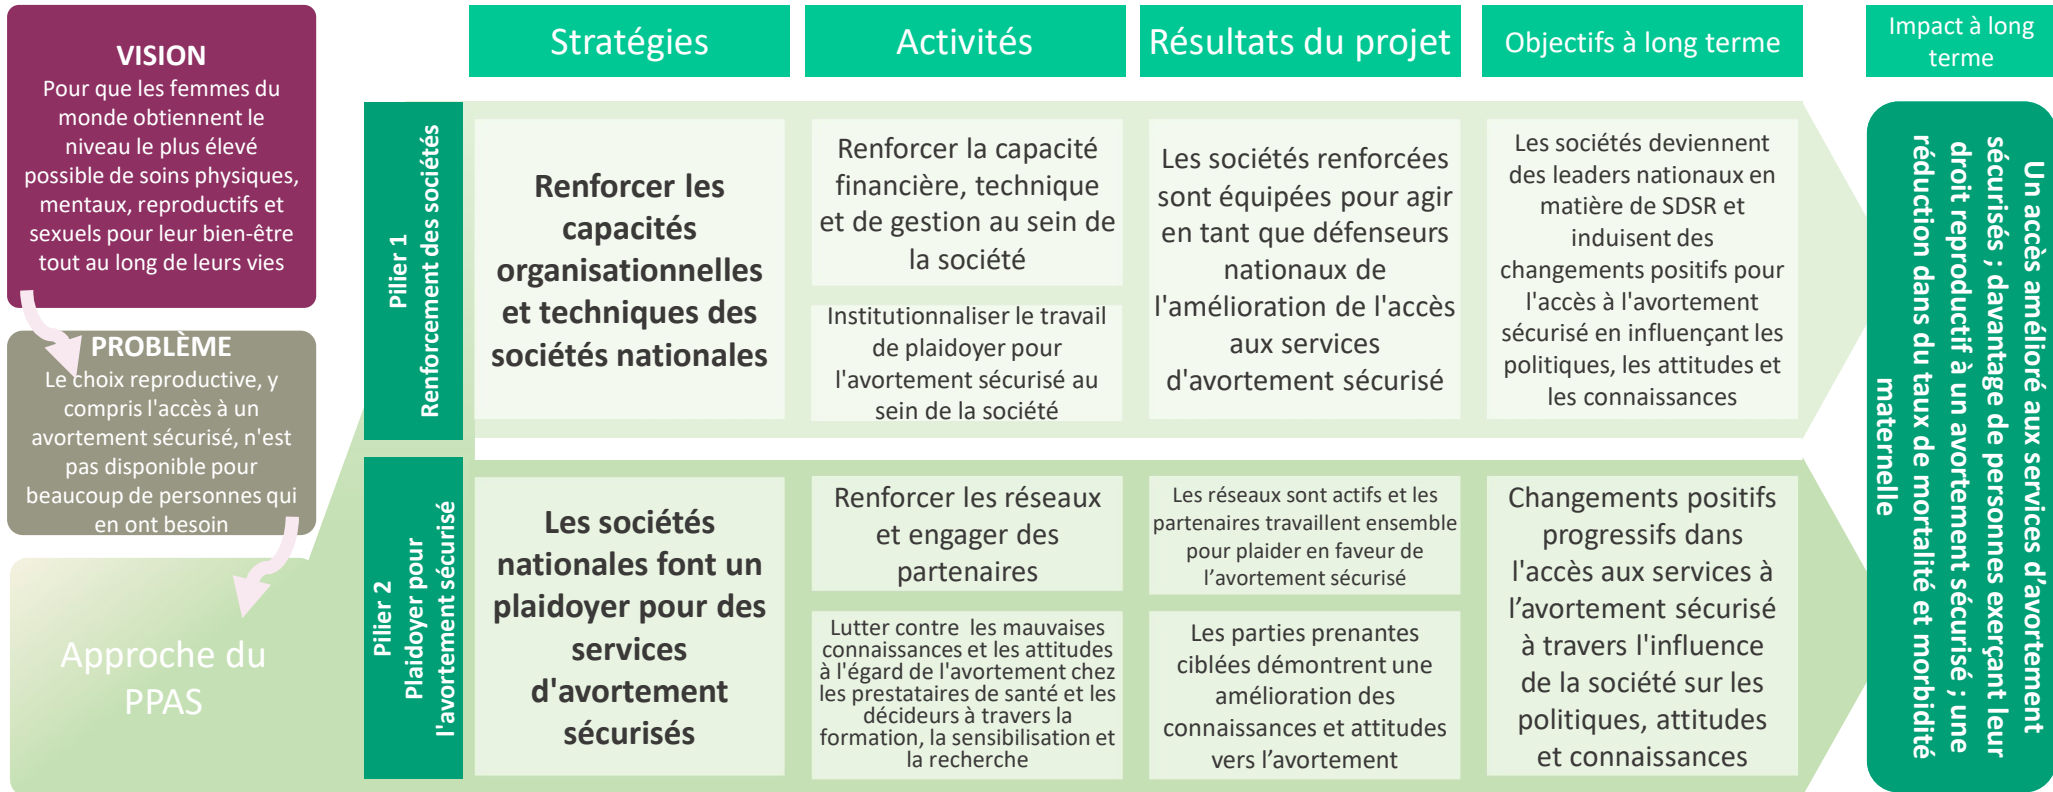 VISION
Pour que les femmes du
monde obtiennent le
niveau le plus élevé
possible de soins physiques,
mentaux, reproductifs et
sexuels pour leur bien-être
tout au long de leurs vies
PROBLÈME
Le choix reproductive, y
compris l'accès à un
avortement sécurisé, n'est
pas disponible pour
beaucoup de personnes qui
en ont besoin
Approche du
PPAS
Stratégies
Activités
Résultats du projet
Objectifs à long terme
Impact à long
terme
Pilier 1
Renforcement des sociétés
Renforcer les
capacités
organisationnelles
et techniques des
sociétés nationales
Renforcer la capacité
financière, technique
et de gestion au sein de
la société
Institutionnaliser le travail
de plaidoyer pour
l'avortement sécurisé au
sein de la société
Les sociétés renforcées
sont équipées pour agir
en tant que défenseurs
nationaux de
l'amélioration de l'accès
aux services
d'avortement sécurisé
Les sociétés deviennent
des leaders nationaux en
matière de SDSR et
induisent des
changements positifs pour
l'accès à l'avortement
sécurisé en influençant les
politiques, les attitudes et
les connaissances
Pilier 2
Plaidoyer pour
l'avortement sécurisé
Les sociétés
nationales font un
plaidoyer pour des
services
d'avortement
sécurisés
Renforcer les réseaux
et engager des
partenaires
Lutter contre  les mauvaises
connaissances et les attitudes
à l'égard de l'avortement chez
les prestataires de santé et les
décideurs à travers la
formation, la sensibilisation et
la recherche
Les réseaux sont actifs et les
partenaires travaillent ensemble
pour plaider en faveur de
l’avortement sécurisé
Les parties prenantes
ciblées démontrent une
amélioration des
connaissances et attitudes
vers l’avortement
Changements positifs
progressifs dans
l'accès aux services à
l’avortement sécurisé
à travers l'influence
de la société sur les
politiques, attitudes
et connaissances
Un accès amélioré aux services d’avortement
sécurisés ; davantage de personnes exerçant leur
droit reproductif à un avortement sécurisé ; une
réduction dans du taux de mortalité et morbidité
maternelle